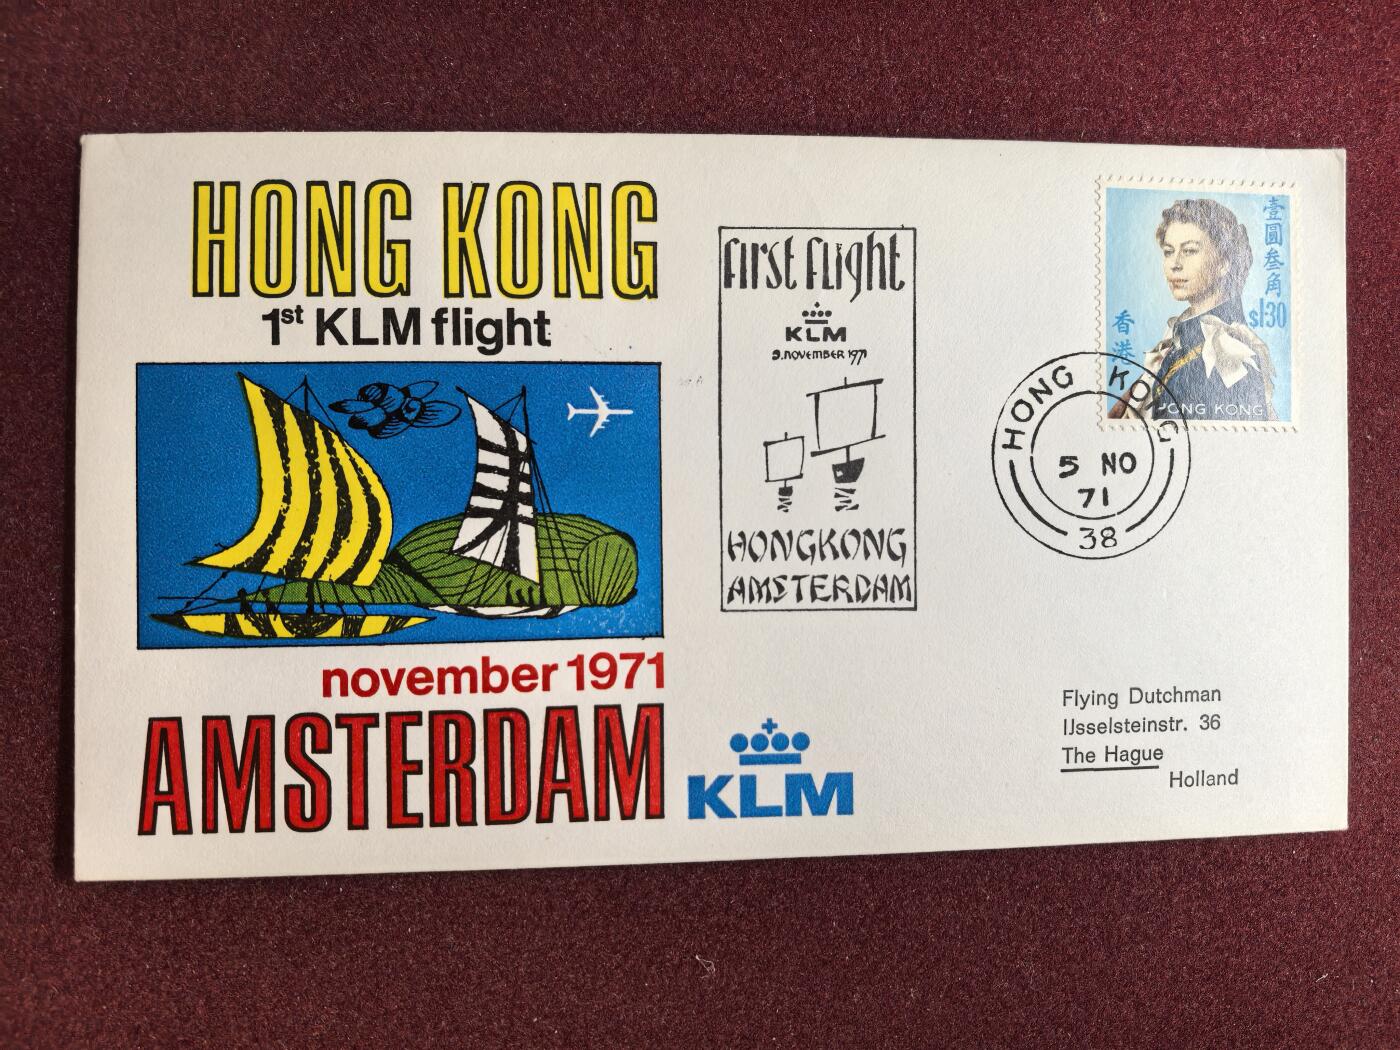 HONG KONG
1st KLM flight
november 1971
AMSTERDAM
KLM
first flight
KLM
9. NOVEMBER 1971
HONGKONG
AMSTERDAM
壹圓叁角
$1.30
香港
HONG KONG
HONG KONG
5 NO
71
38
Flying Dutchman
IJsselsteinstr. 36
The Hague
Holland